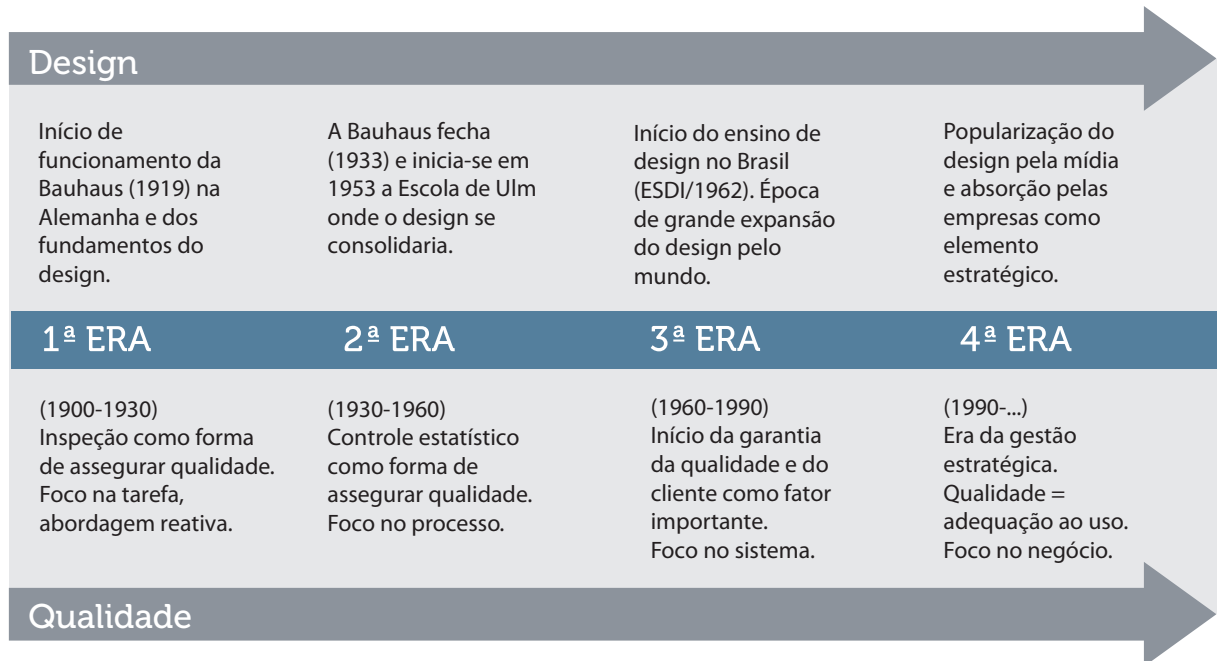 Design
Início de
funcionamento da
Bauhaus (1919) na
Alemanha e dos
fundamentos do
design.
A Bauhaus fecha
(1933) e inicia-se em
1953 a Escola de Ulm
onde o design se
consolidaria.
Início do ensino de
design no Brasil
(ESDI/1962). Época
de grande expansão
do design pelo
mundo.
Popularização do
design pela mídia
e absorção pelas
empresas como
elemento
estratégico.
1ª ERA
2ª ERA
3ª ERA
4ª ERA
(1900-1930)
Inspeção como forma
de assegurar qualidade.
Foco na tarefa,
abordagem reativa.
(1930-1960)
Controle estatístico
como forma de
assegurar qualidade.
Foco no processo.
(1960-1990)
Início da garantia
da qualidade e do
cliente como fator
importante.
Foco no sistema.
(1990-...)
Era da gestão
estratégica.
Qualidade =
adequação ao uso.
Foco no negócio.
Qualidade